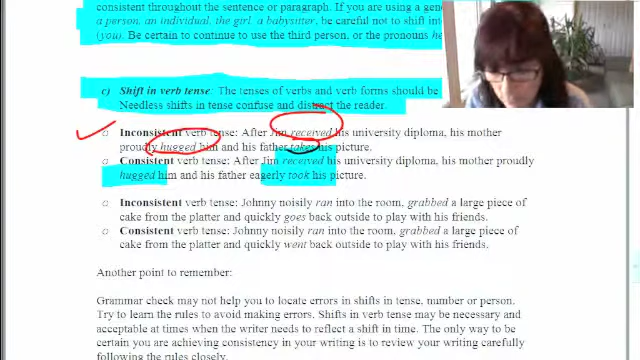 consistent throughout the sentence or paragraph. If you are using a gene
a person, an individual, the girl, a babysitter, be careful not to shift int
(you). Be certain to continue to use the third person, or the pronouns he
c) Shift in verb tense: The tenses of verbs and verb forms should be
Needless shifts in tense confuse and distract the reader.
o Inconsistent verb tense: After Jim received his university diploma, his mother
proudly hugged him and his father takes his picture.
o Consistent verb tense: After Jim received his university diploma, his mother proudly
hugged him and his father eagerly took his picture.
o Inconsistent verb tense: Johnny noisily ran into the room, grabbed a large piece of
cake from the platter and quickly goes back outside to play with his friends.
o Consistent verb tense: Johnny noisily ran into the room, grabbed a large piece of
cake from the platter and quickly went back outside to play with his friends.
Another point to remember:
Grammar check may not help you to locate errors in shifts in tense, number or person.
Try to learn the rules to avoid making errors. Shifts in verb tense may be necessary and
acceptable at times when the writer needs to reflect a shift in time. The only way to be
certain you are achieving consistency in your writing is to review your writing carefully
following the rules closely.